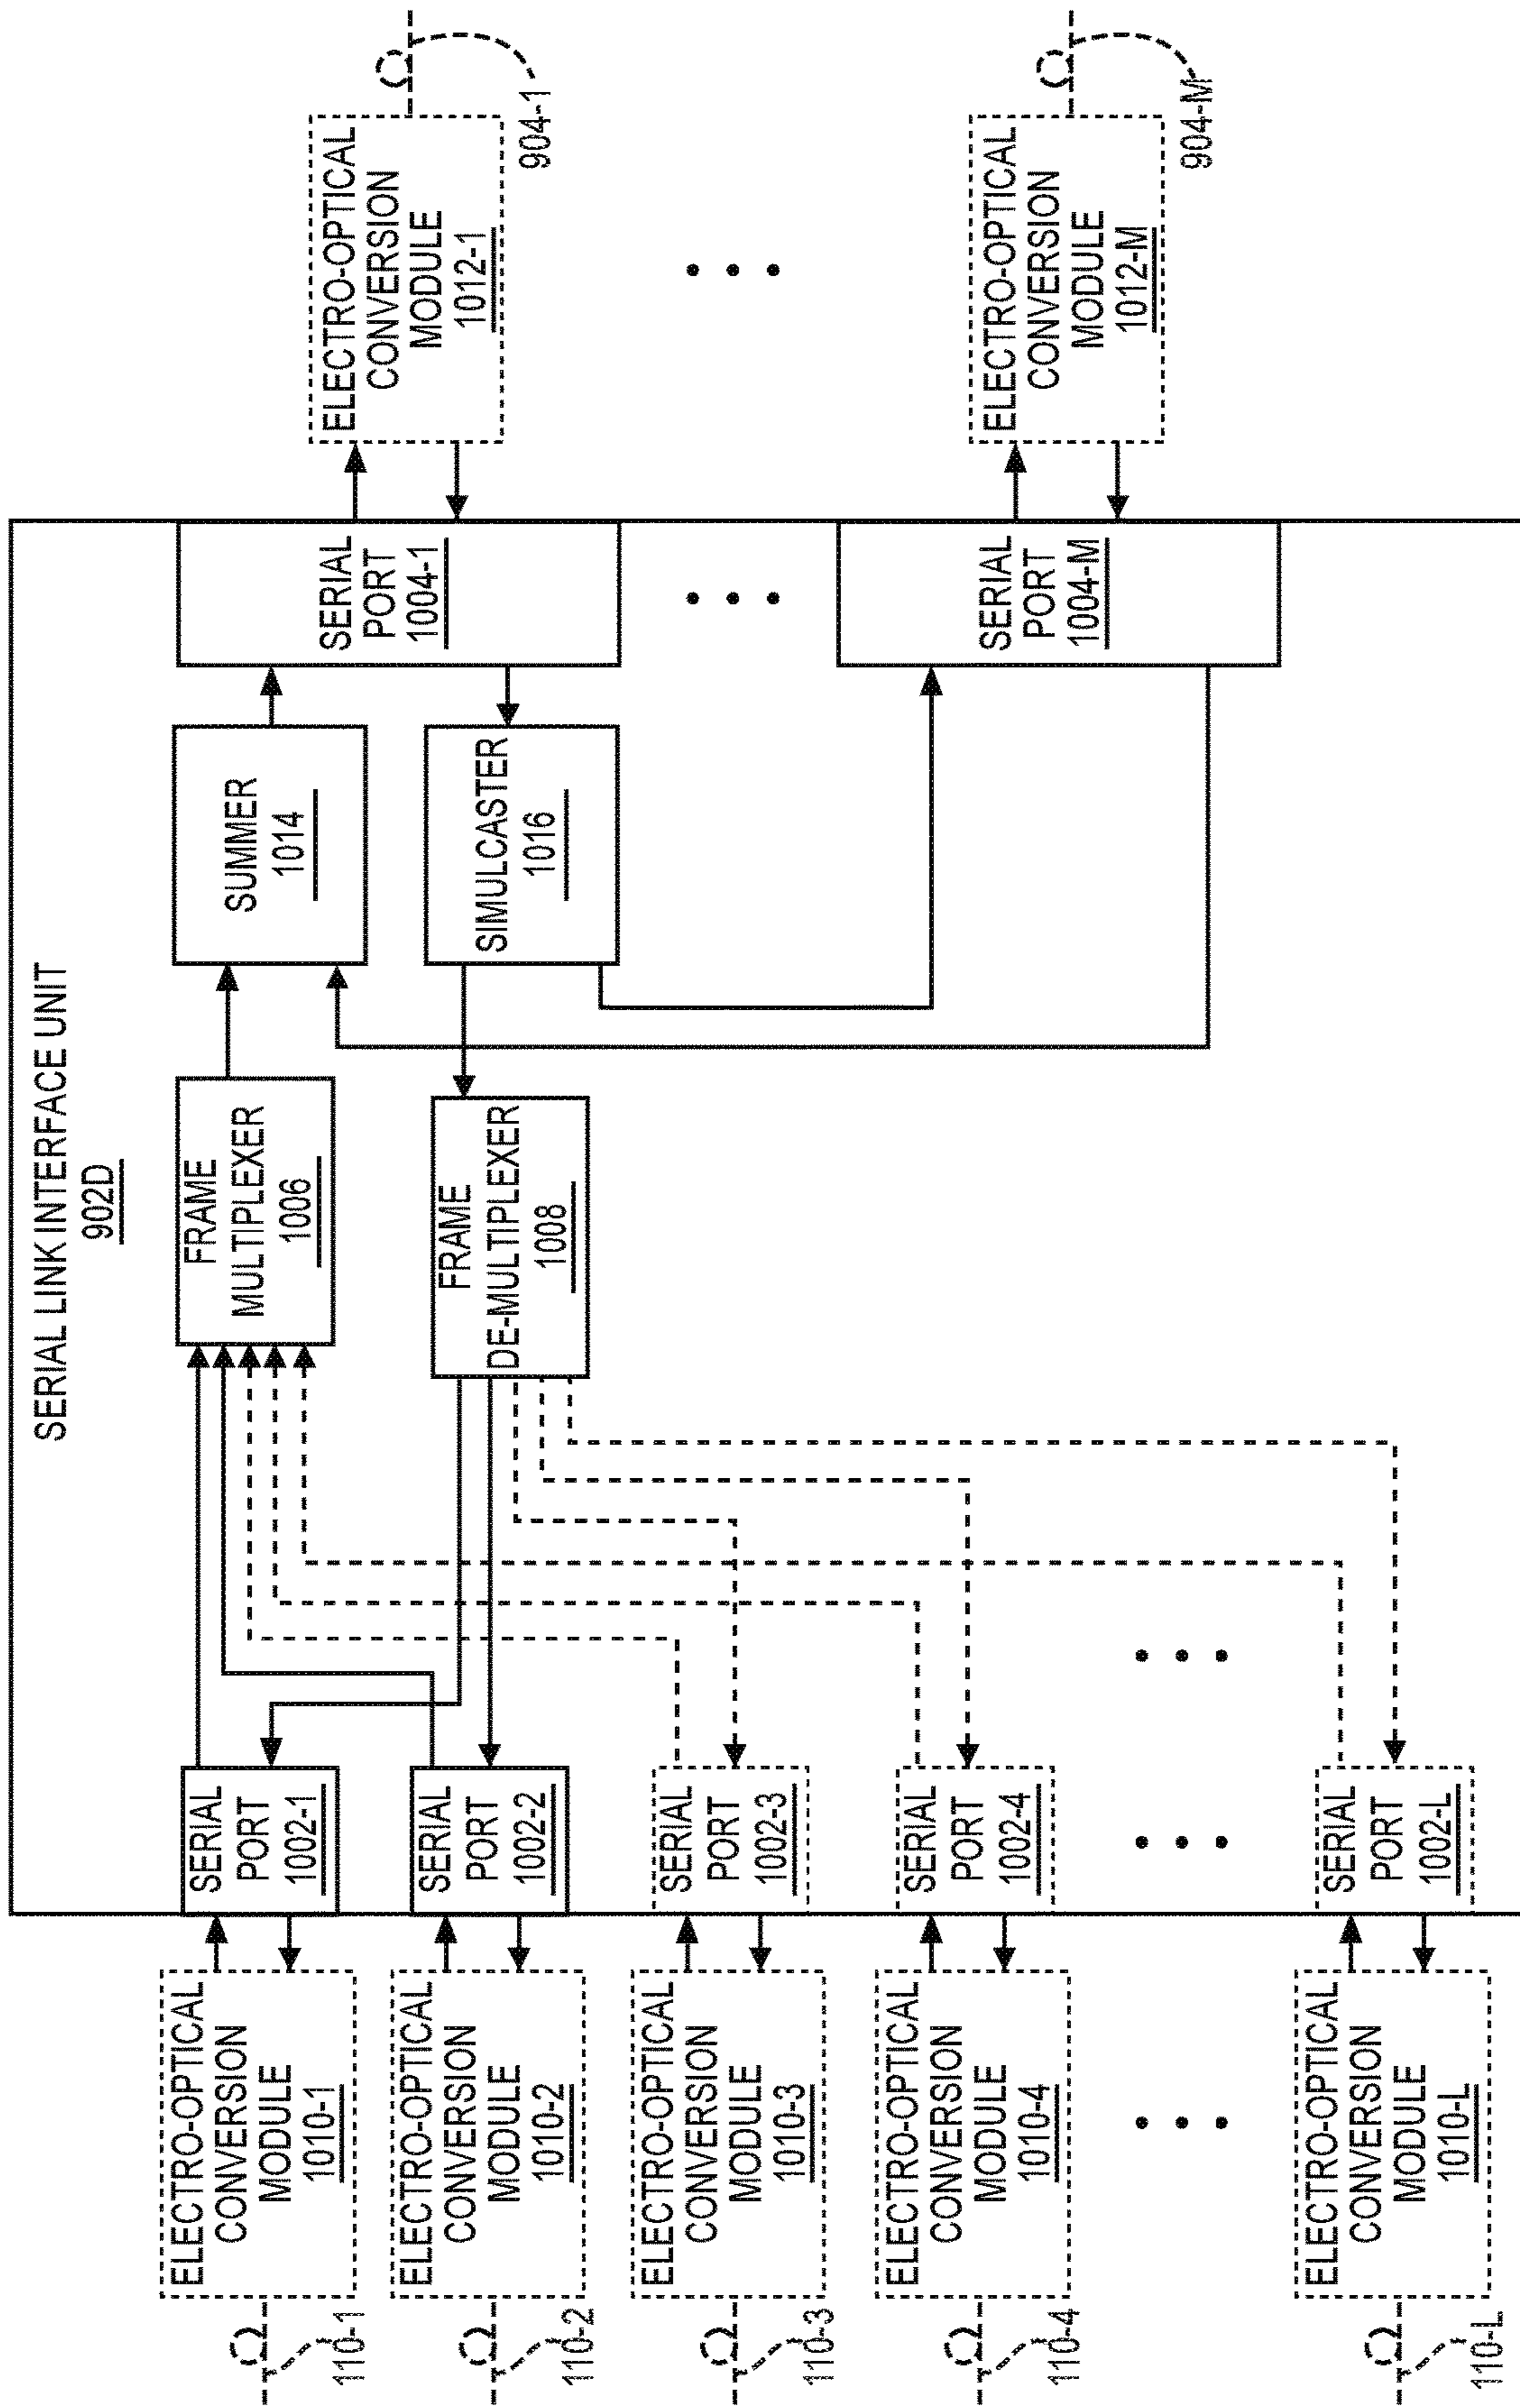 SERIAL LINK INTERFACE UNIT
902D
ELECTRO-OPTICAL
CONVERSION
MODULE
1010-1
110-1
SERIAL
PORT
1002-1
FRAME
MULTIPLEXER
1006
SUMMER
1014
SERIAL
PORT
1004-1
ELECTRO-OPTICAL
CONVERSION
MODULE
1012-1
904-1
ELECTRO-OPTICAL
CONVERSION
MODULE
1010-2
110-2
SERIAL
PORT
1002-2
FRAME
DE-MULTIPLEXER
1008
SIMULCASTER
1016
ELECTRO-OPTICAL
CONVERSION
MODULE
1010-3
110-3
SERIAL
PORT
1002-3
ELECTRO-OPTICAL
CONVERSION
MODULE
1010-4
110-4
SERIAL
PORT
1002-4
SERIAL
PORT
1004-M
ELECTRO-OPTICAL
CONVERSION
MODULE
1012-M
904-M
ELECTRO-OPTICAL
CONVERSION
MODULE
1010-L
110-L
SERIAL
PORT
1002-L